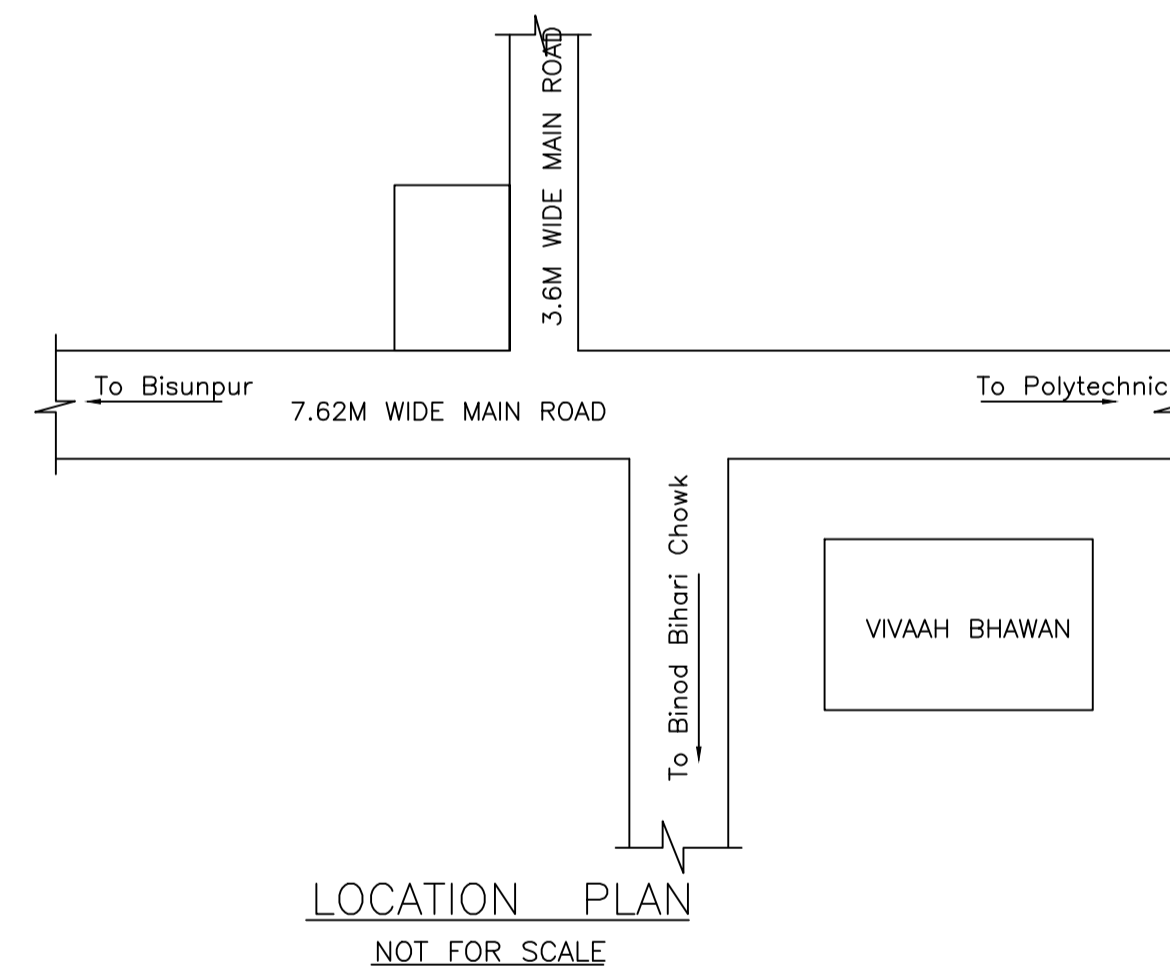 3.6M WIDE MAIN ROAD
To Bisunpur
To Polytechnic
7.62M WIDE MAIN ROAD
To Binod Bihari Chowk
VIVAAH BHAWAN
LOCATION PLAN
NOT FOR SCALE